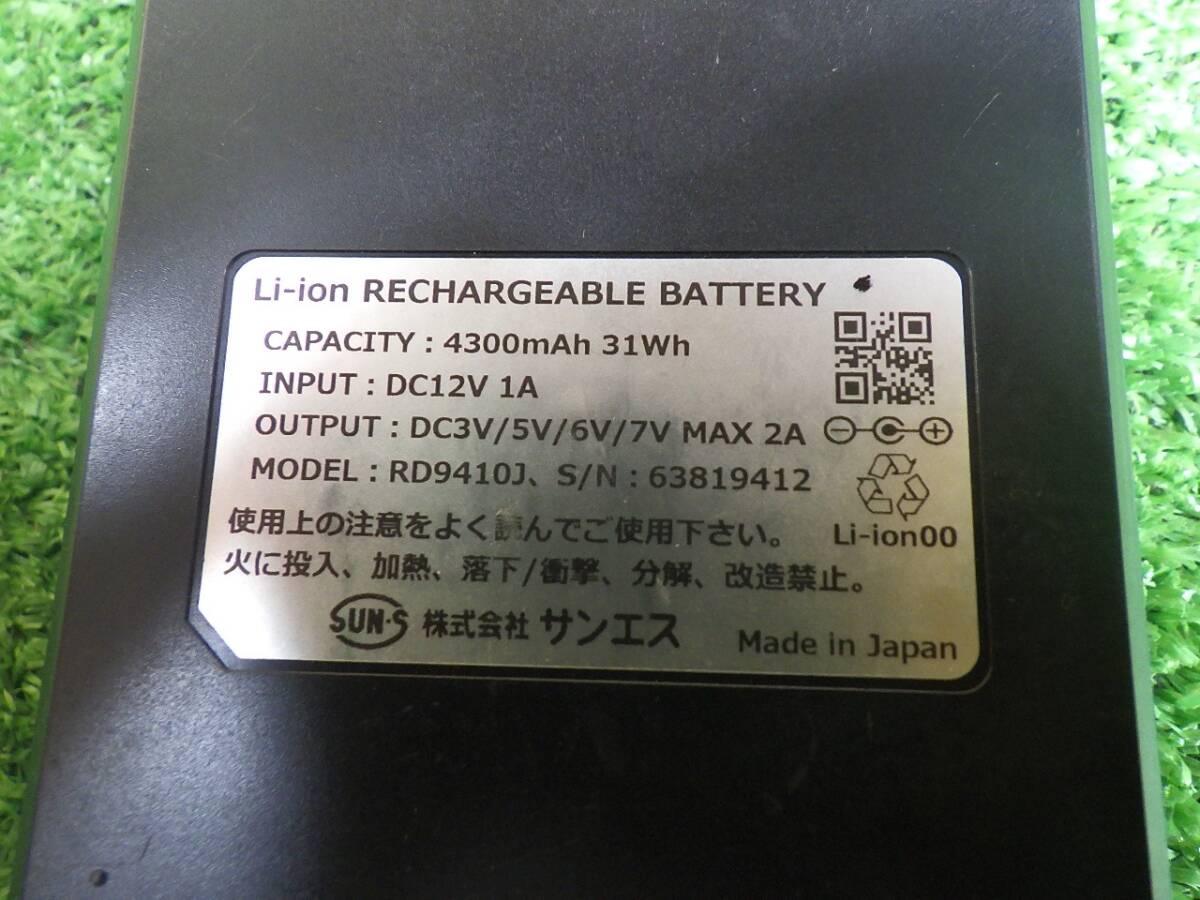 Li-ion RECHARGEABLE BATTERY
CAPACITY : 4300mAh 31Wh
INPUT : DC12V 1A
OUTPUT : DC3V/5V/6V/7V MAX 2A
MODEL : RD9410J、S/N : 63819412
使用上の注意をよく読んでご使用下さい。
Li-ion00
火に投入、加熱、落下/衝撃、分解、改造禁止。
SUN・S 株式会社 サンエス
Made in Japan